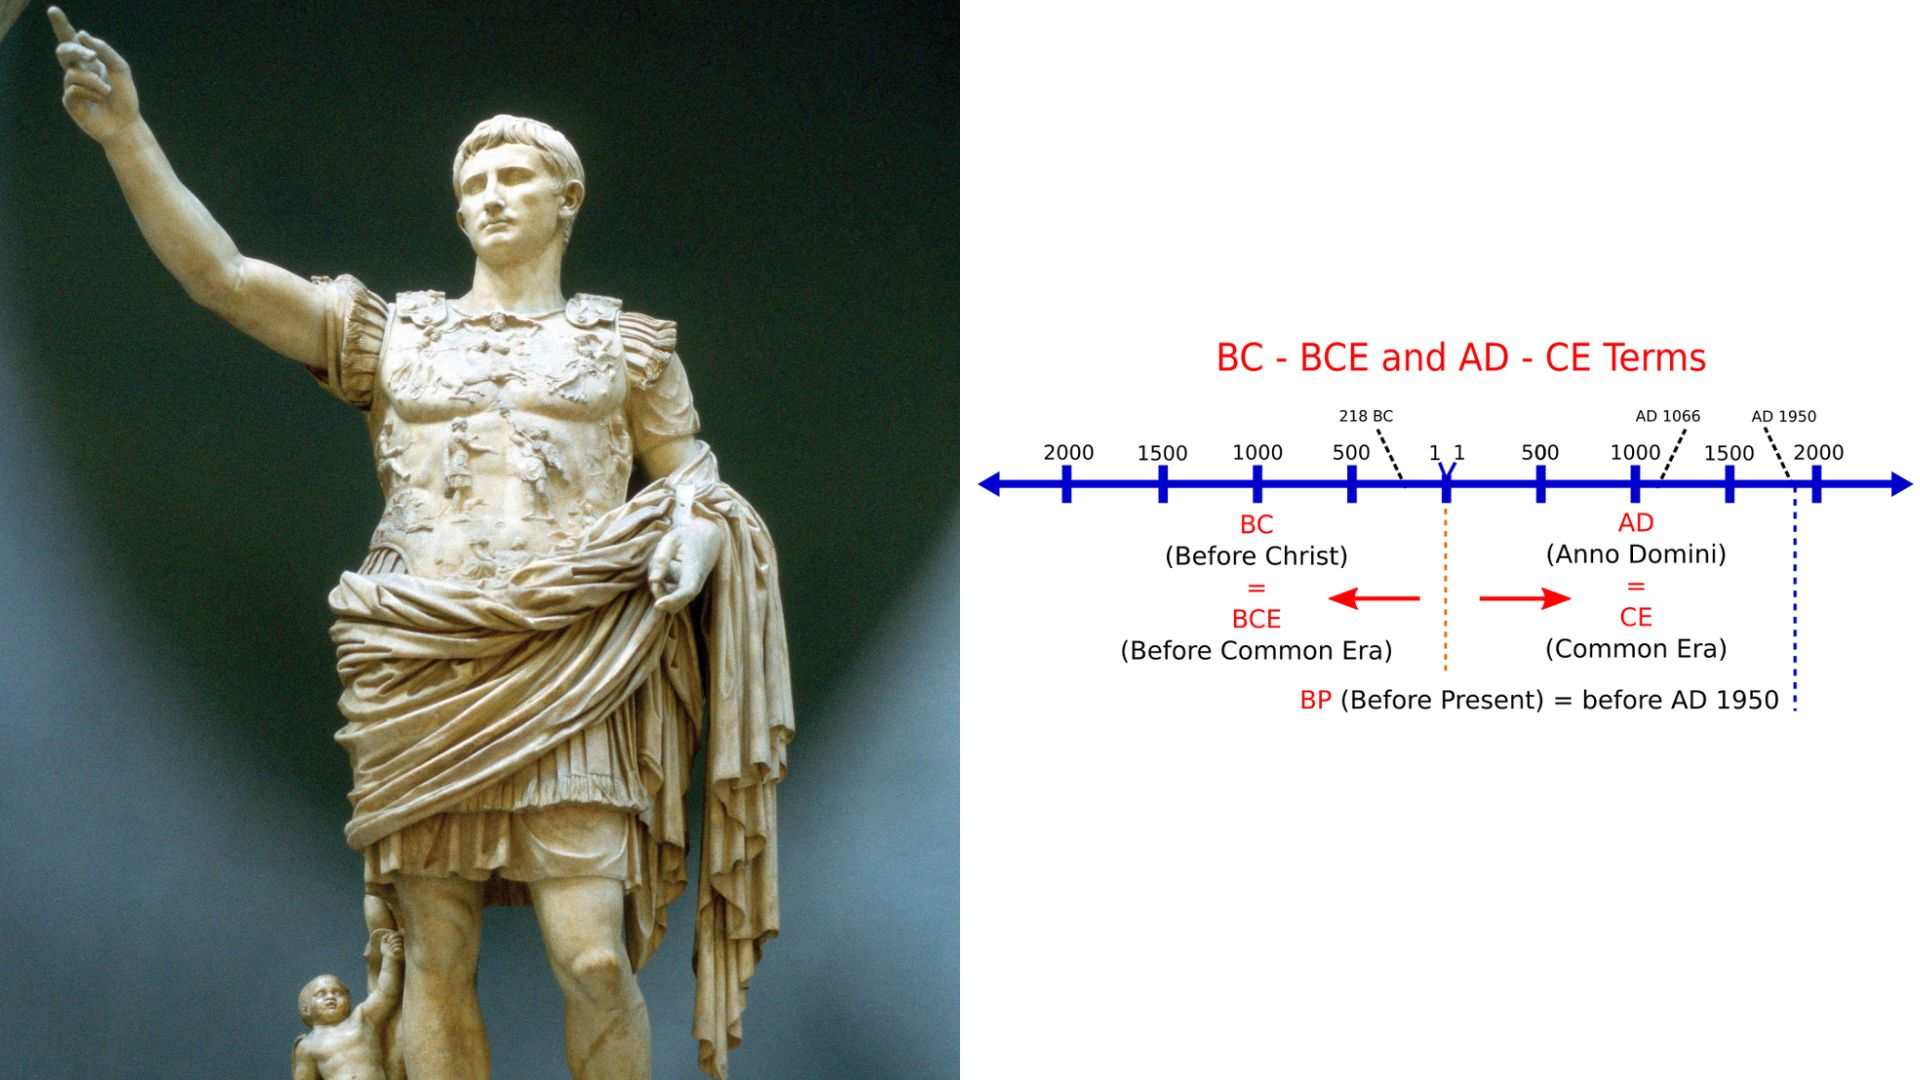 BC - BCE and AD - CE Terms
218 BC AD 1066 AD 1950
2000 1500 1000 500 1 1 500 1000 1500 2000
BC AD
(Before Christ) (Anno Domini)
= =
BCE CE
(Before Common Era) (Common Era)
BP (Before Present) = before AD 1950